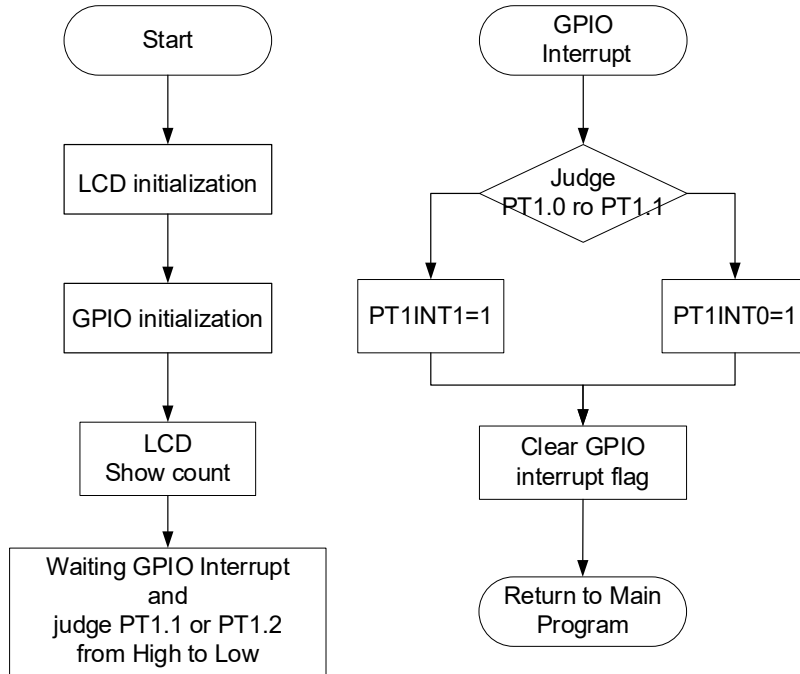 Start
LCD initialization
GPIO initialization
LCD
Show count
Waiting GPIO Interrupt
and
judge PT1.1 or PT1.2
from High to Low
GPIO
Interrupt
Judge
PT1.0 ro PT1.1
PT1INT1=1
PT1INT0=1
Clear GPIO
interrupt flag
Return to Main
Program